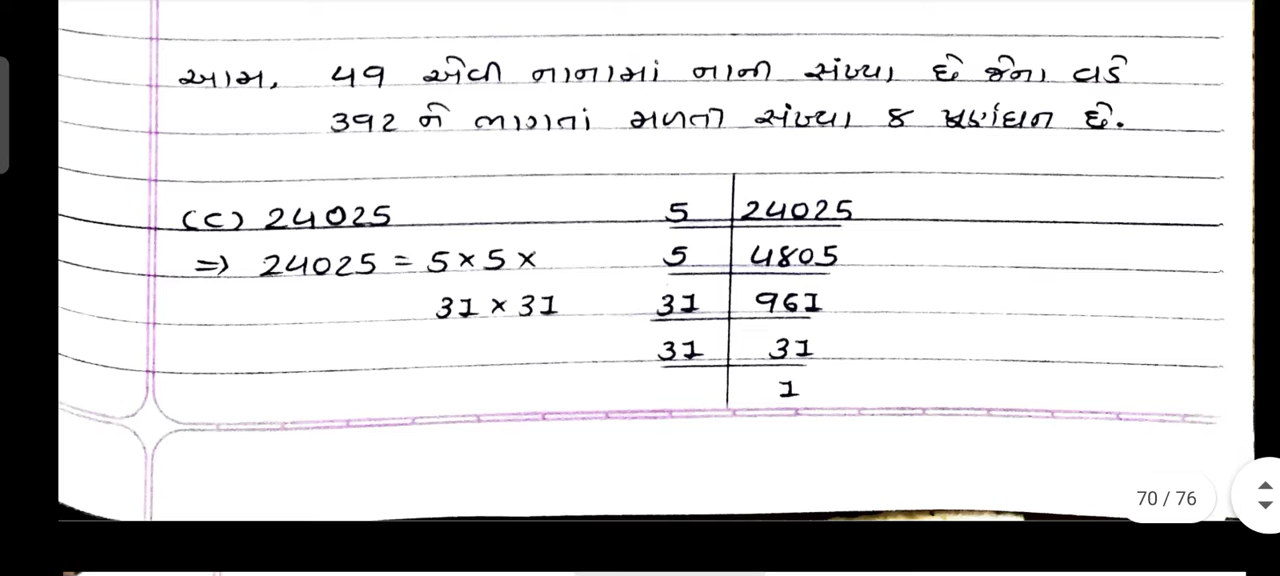 આમ, 49 એવી નાનામાં નાની સંખ્યા છે જેના વડે
392 ને ભાગતાં મળતી સંખ્યા 8 પૂર્ણઘન છે.
(C) 24025
⇒ 24025 = 5 × 5 ×
31 × 31
5 | 24025
5 | 4805
31 | 961
31 | 31
1
70 / 76